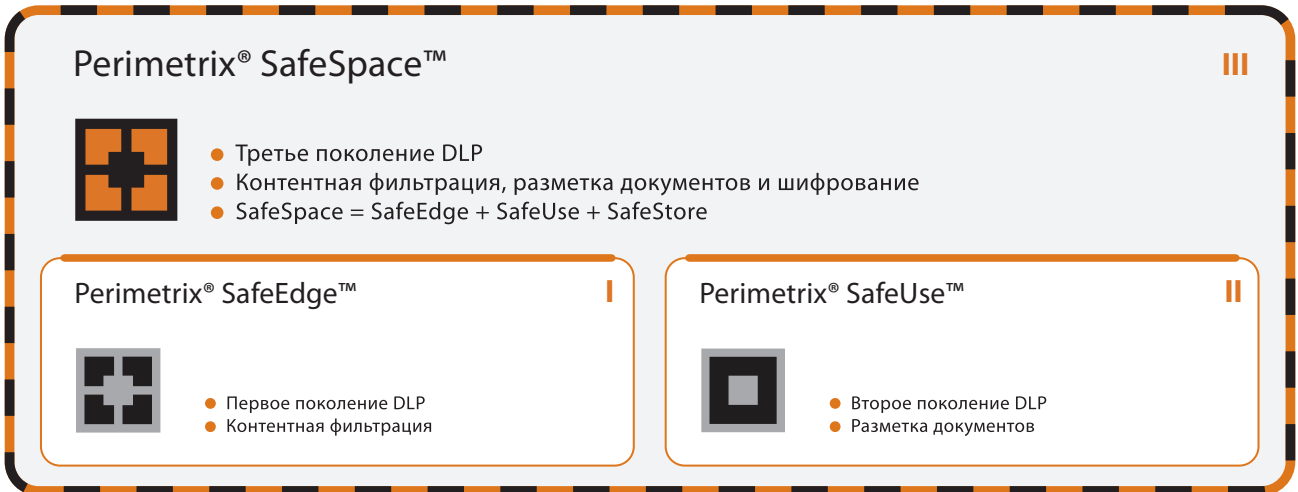 Perimetrix® SafeSpace™
III
Третье поколение DLP
Контентная фильтрация, разметка документов и шифрование
SafeSpace = SafeEdge + SafeUse + SafeStore
Perimetrix® SafeEdge™
I
Первое поколение DLP
Контентная фильтрация
Perimetrix® SafeUse™
II
Второе поколение DLP
Разметка документов